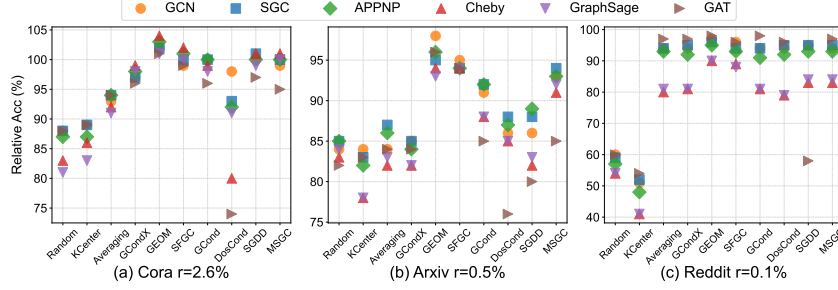 GCN SGC APPNP Cheby GraphSage GAT
Relative Acc (%)
105
100
95
90
85
80
75
Random KCenter Averaging GCondX GEOM SFGC GCond DosCond SGDD MSGC
(a) Cora r=2.6%
95
90
85
80
75
Random KCenter Averaging GCondX GEOM SFGC GCond DosCond SGDD MSGC
(b) Arxiv r=0.5%
100
90
80
70
60
50
40
Random KCenter Averaging GCondX GEOM SFGC GCond DosCond SGDD MSGC
(c) Reddit r=0.1%